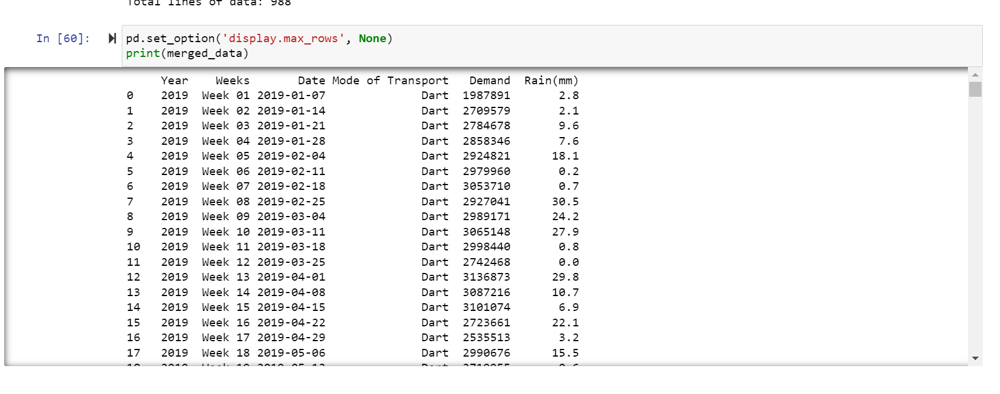 Total lines of data: 988
In [60]:
pd.set_option('display.max_rows', None)
print(merged_data)
Year Weeks Date Mode of Transport Demand Rain(mm)
0 2019 Week 01 2019-01-07 Dart 1987891 2.8
1 2019 Week 02 2019-01-14 Dart 2709579 2.1
2 2019 Week 03 2019-01-21 Dart 2784678 9.6
3 2019 Week 04 2019-01-28 Dart 2858346 7.6
4 2019 Week 05 2019-02-04 Dart 2924821 18.1
5 2019 Week 06 2019-02-11 Dart 2979960 0.2
6 2019 Week 07 2019-02-18 Dart 3053710 0.7
7 2019 Week 08 2019-02-25 Dart 2927041 30.5
8 2019 Week 09 2019-03-04 Dart 2989171 24.2
9 2019 Week 10 2019-03-11 Dart 3065148 27.9
10 2019 Week 11 2019-03-18 Dart 2998440 0.8
11 2019 Week 12 2019-03-25 Dart 2742468 0.0
12 2019 Week 13 2019-04-01 Dart 3136873 29.8
13 2019 Week 14 2019-04-08 Dart 3087216 10.7
14 2019 Week 15 2019-04-15 Dart 3101074 6.9
15 2019 Week 16 2019-04-22 Dart 2723661 22.1
16 2019 Week 17 2019-04-29 Dart 2535513 3.2
17 2019 Week 18 2019-05-06 Dart 2990676 15.5